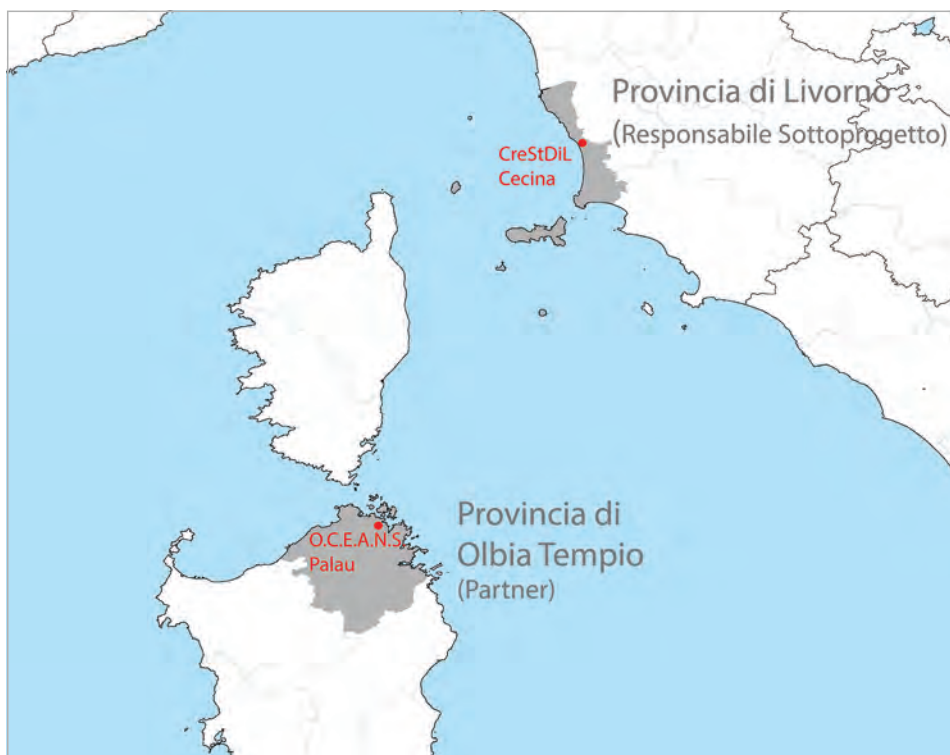 Provincia di Livorno
(Responsabile Sottoprogetto)
CreStDiL
Cecina
Provincia di
Olbia Tempio
(Partner)
O.C.E.A.N.S.
Palau